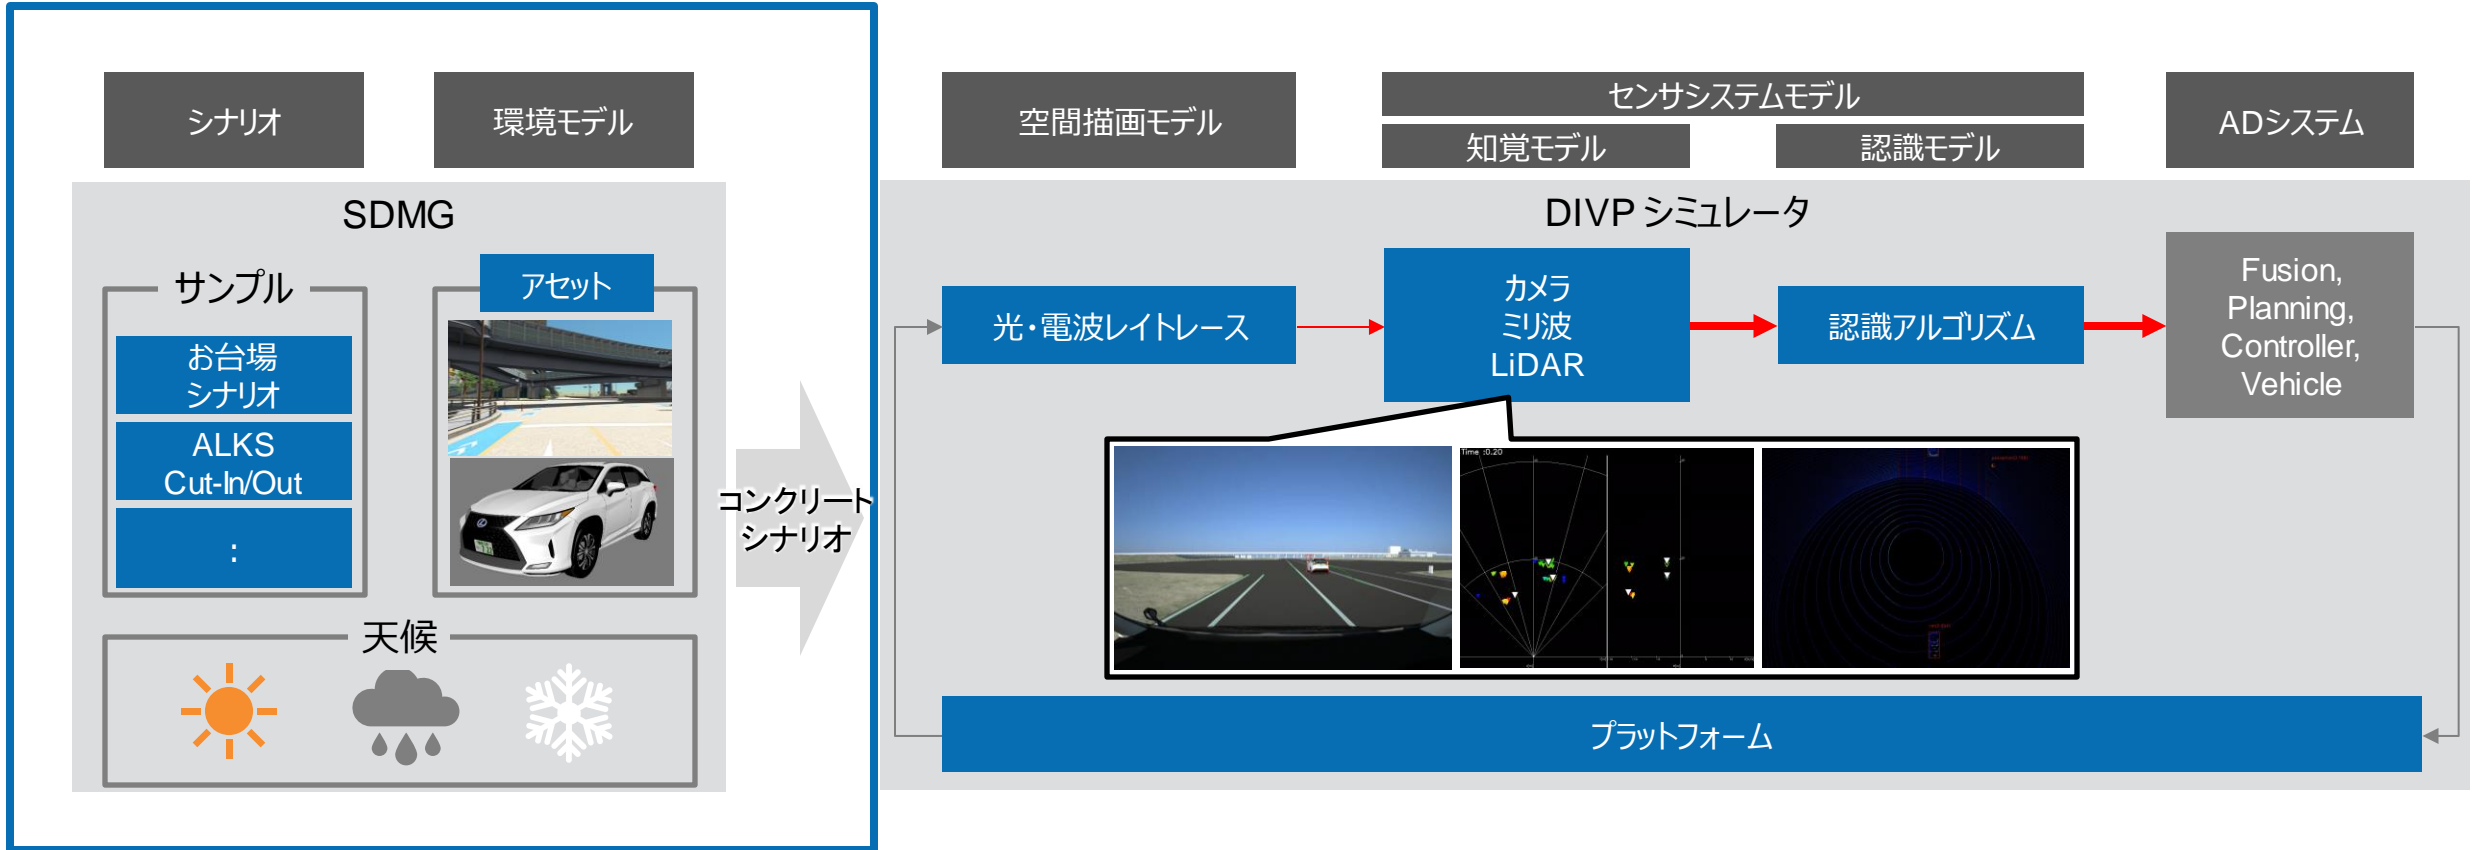 シナリオ
環境モデル
空間描画モデル
センサシステムモデル
知覚モデル
認識モデル
ADシステム
SDMG
サンプル
お台場
シナリオ
ALKS
Cut-In/Out
:
アセット
天候
コンクリート
シナリオ
DIVP シミュレータ
光・電波レイトレース
カメラ
ミリ波
LiDAR
認識アルゴリズム
Fusion,
Planning,
Controller,
Vehicle
Time :0.20
プラットフォーム